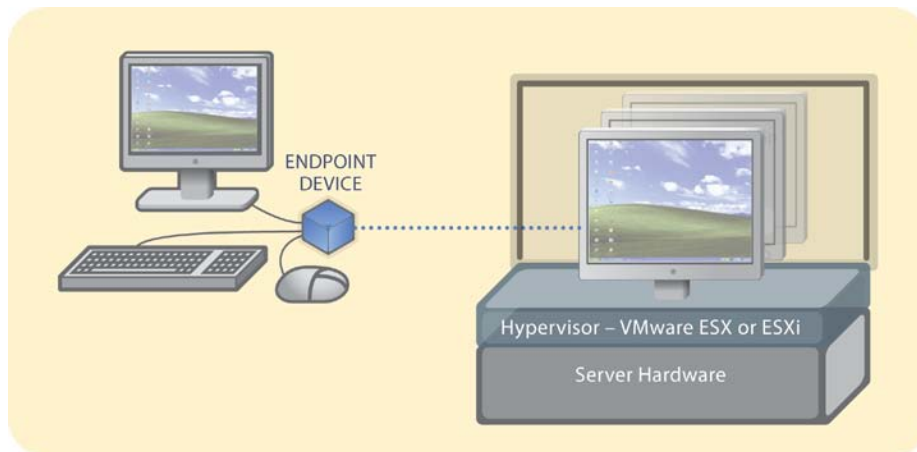 ENDPOINT
DEVICE
Hypervisor – VMware ESX or ESXi
Server Hardware